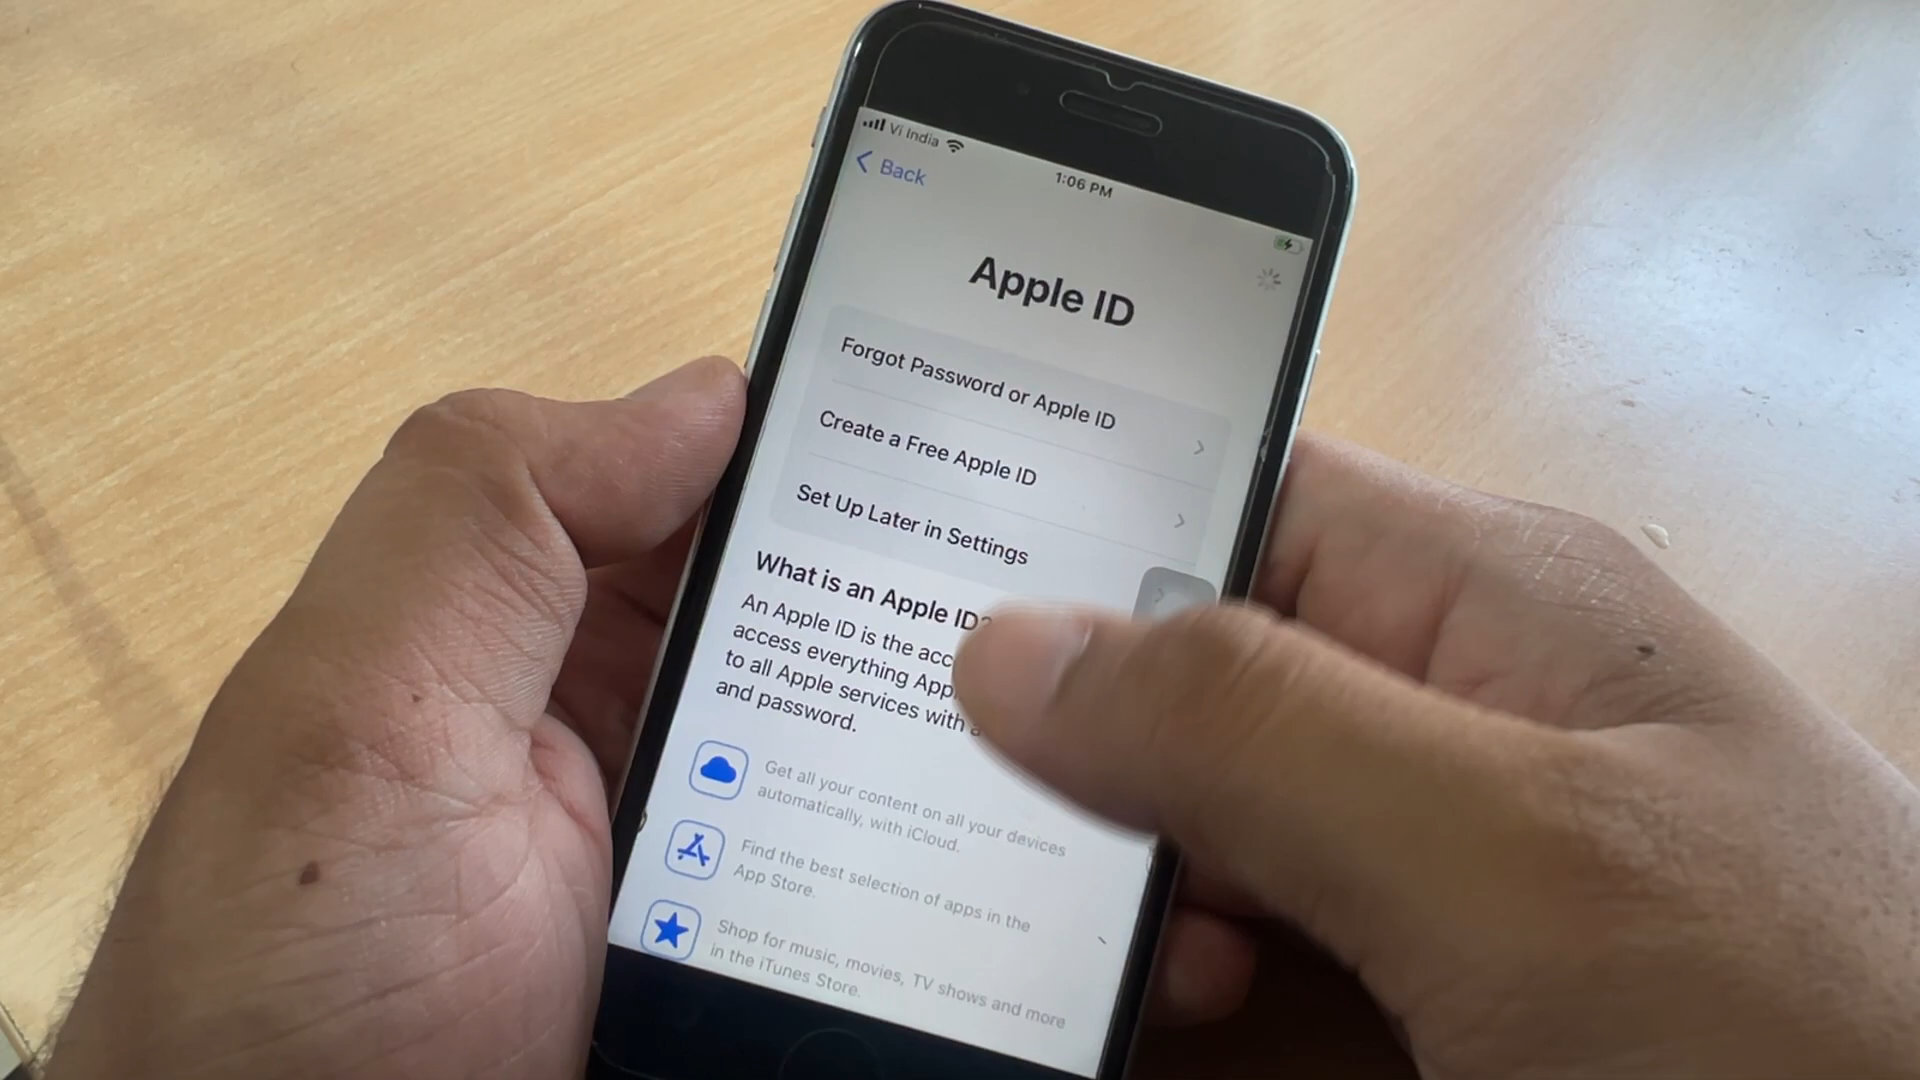 Vi India
1:06 PM
Back
Apple ID
Forgot Password or Apple ID
Create a Free Apple ID
Set Up Later in Settings
What is an Apple ID?
An Apple ID is the acc
access everything App
to all Apple services with a
and password.
Get all your content on all your devices
automatically, with iCloud.
Find the best selection of apps in the
App Store.
Shop for music, movies, TV shows and more
in the iTunes Store.